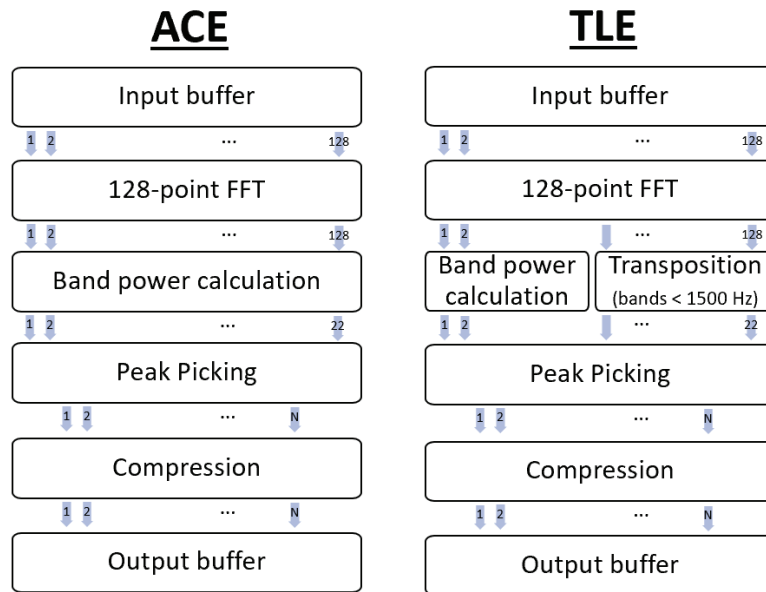 ACE
Input buffer
1 2 ... 128
128-point FFT
1 2 ... 128
Band power calculation
1 2 ... 22
Peak Picking
1 2 ... N
Compression
1 2 ... N
Output buffer
TLE
Input buffer
1 2 ... 128
128-point FFT
1 2 ... 128
Band power
calculation
Transposition
(bands < 1500 Hz)
1 2 ... 22
Peak Picking
1 2 ... N
Compression
1 2 ... N
Output buffer